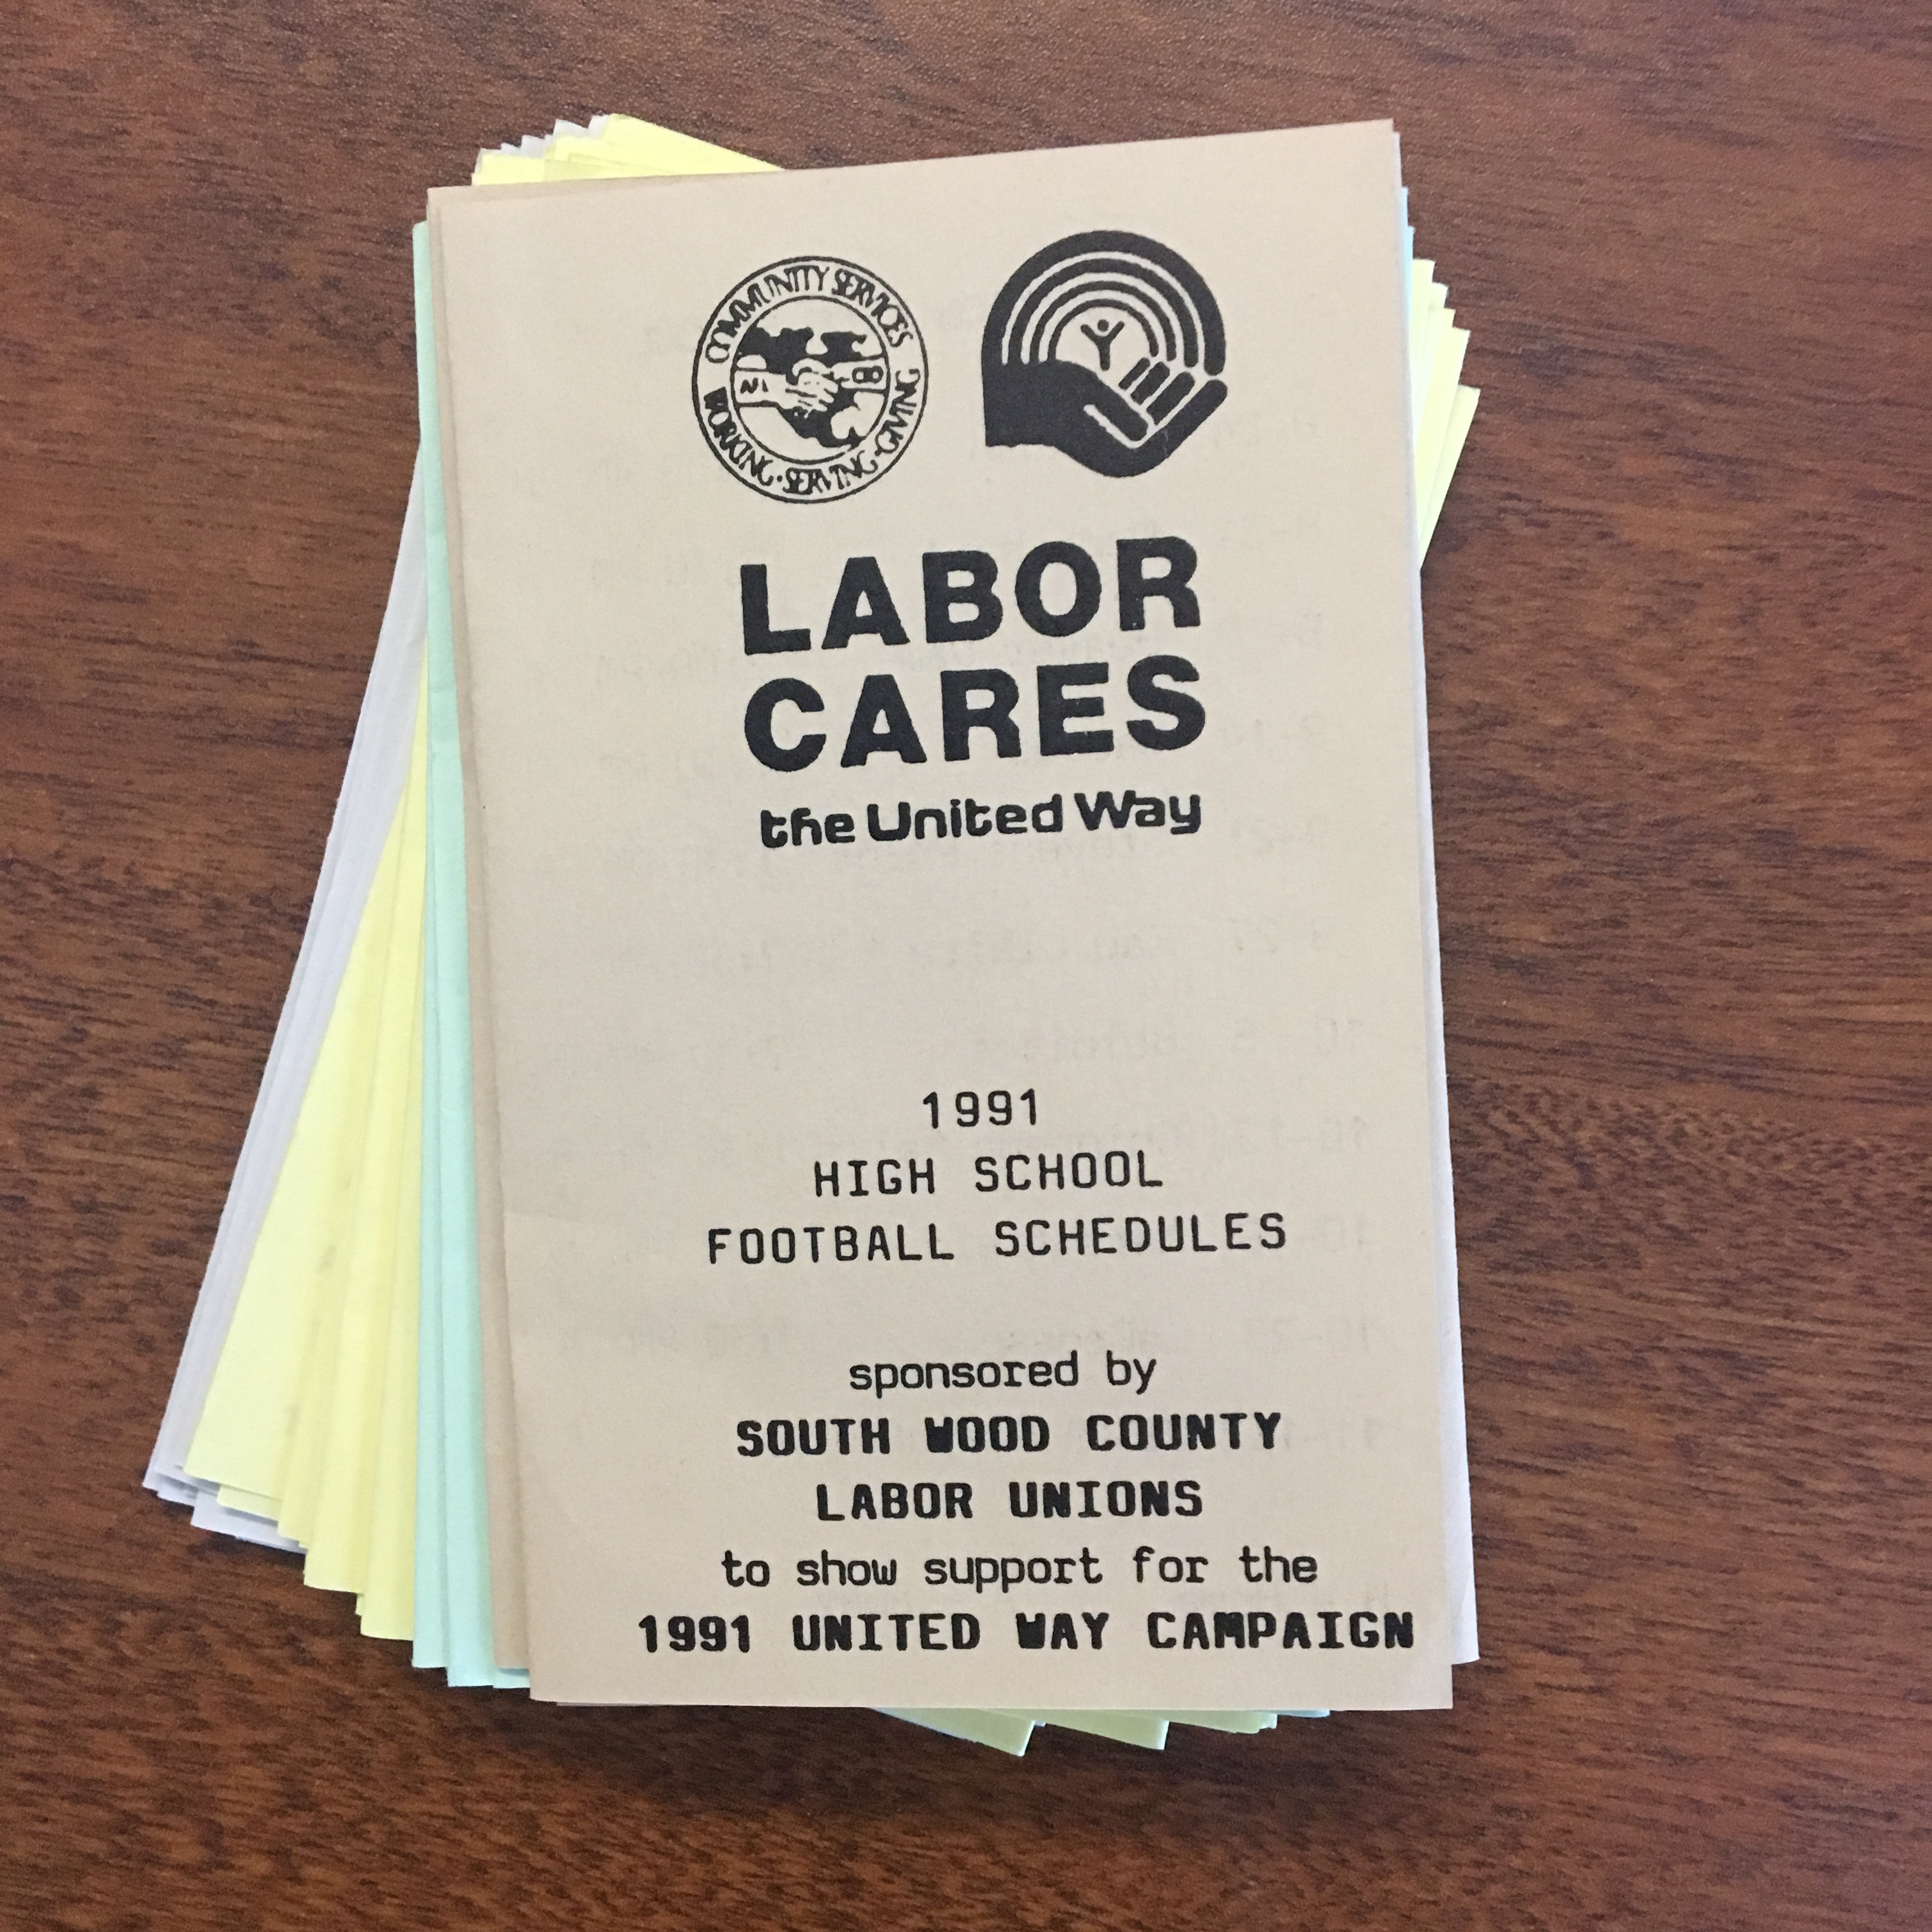 COMMUNITY SERVICES
WORKING · SERVING · GIVING
LABOR
CARES
the United Way
1991
HIGH SCHOOL
FOOTBALL SCHEDULES
sponsored by
SOUTH WOOD COUNTY
LABOR UNIONS
to show support for the
1991 UNITED WAY CAMPAIGN